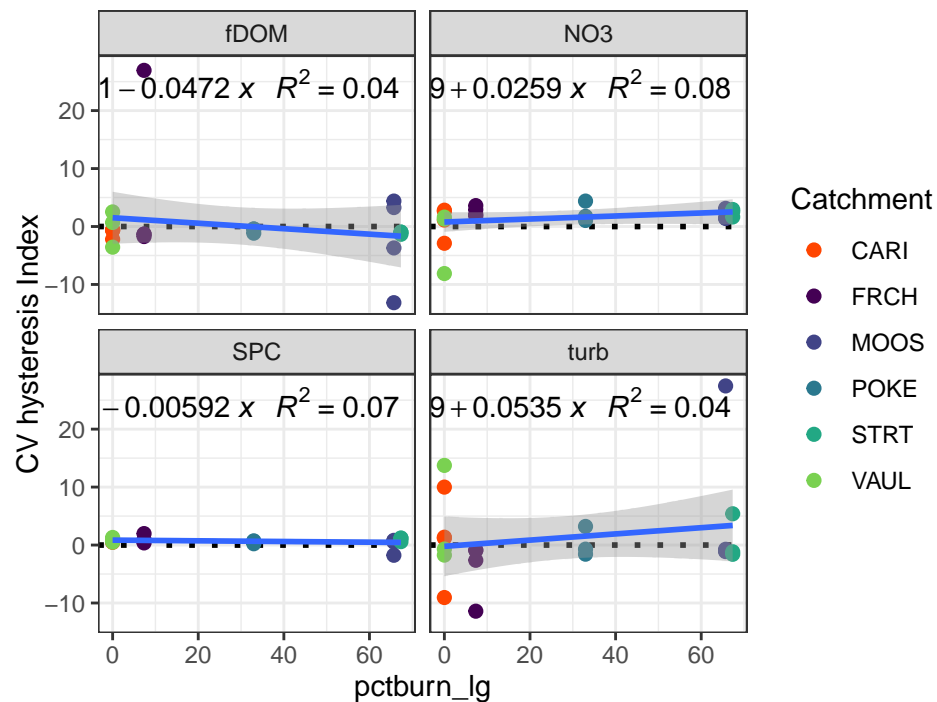 fDOM
NO3
1 − 0.0472 x R² = 0.04
9 + 0.0259 x R² = 0.08
20
10
0
−10
SPC
turb
− 0.00592 x R² = 0.07
9 + 0.0535 x R² = 0.04
20
10
0
−10
0 20 40 60
0 20 40 60
pctburn_lg
CV hysteresis Index
Catchment
CARI
FRCH
MOOS
POKE
STRT
VAUL